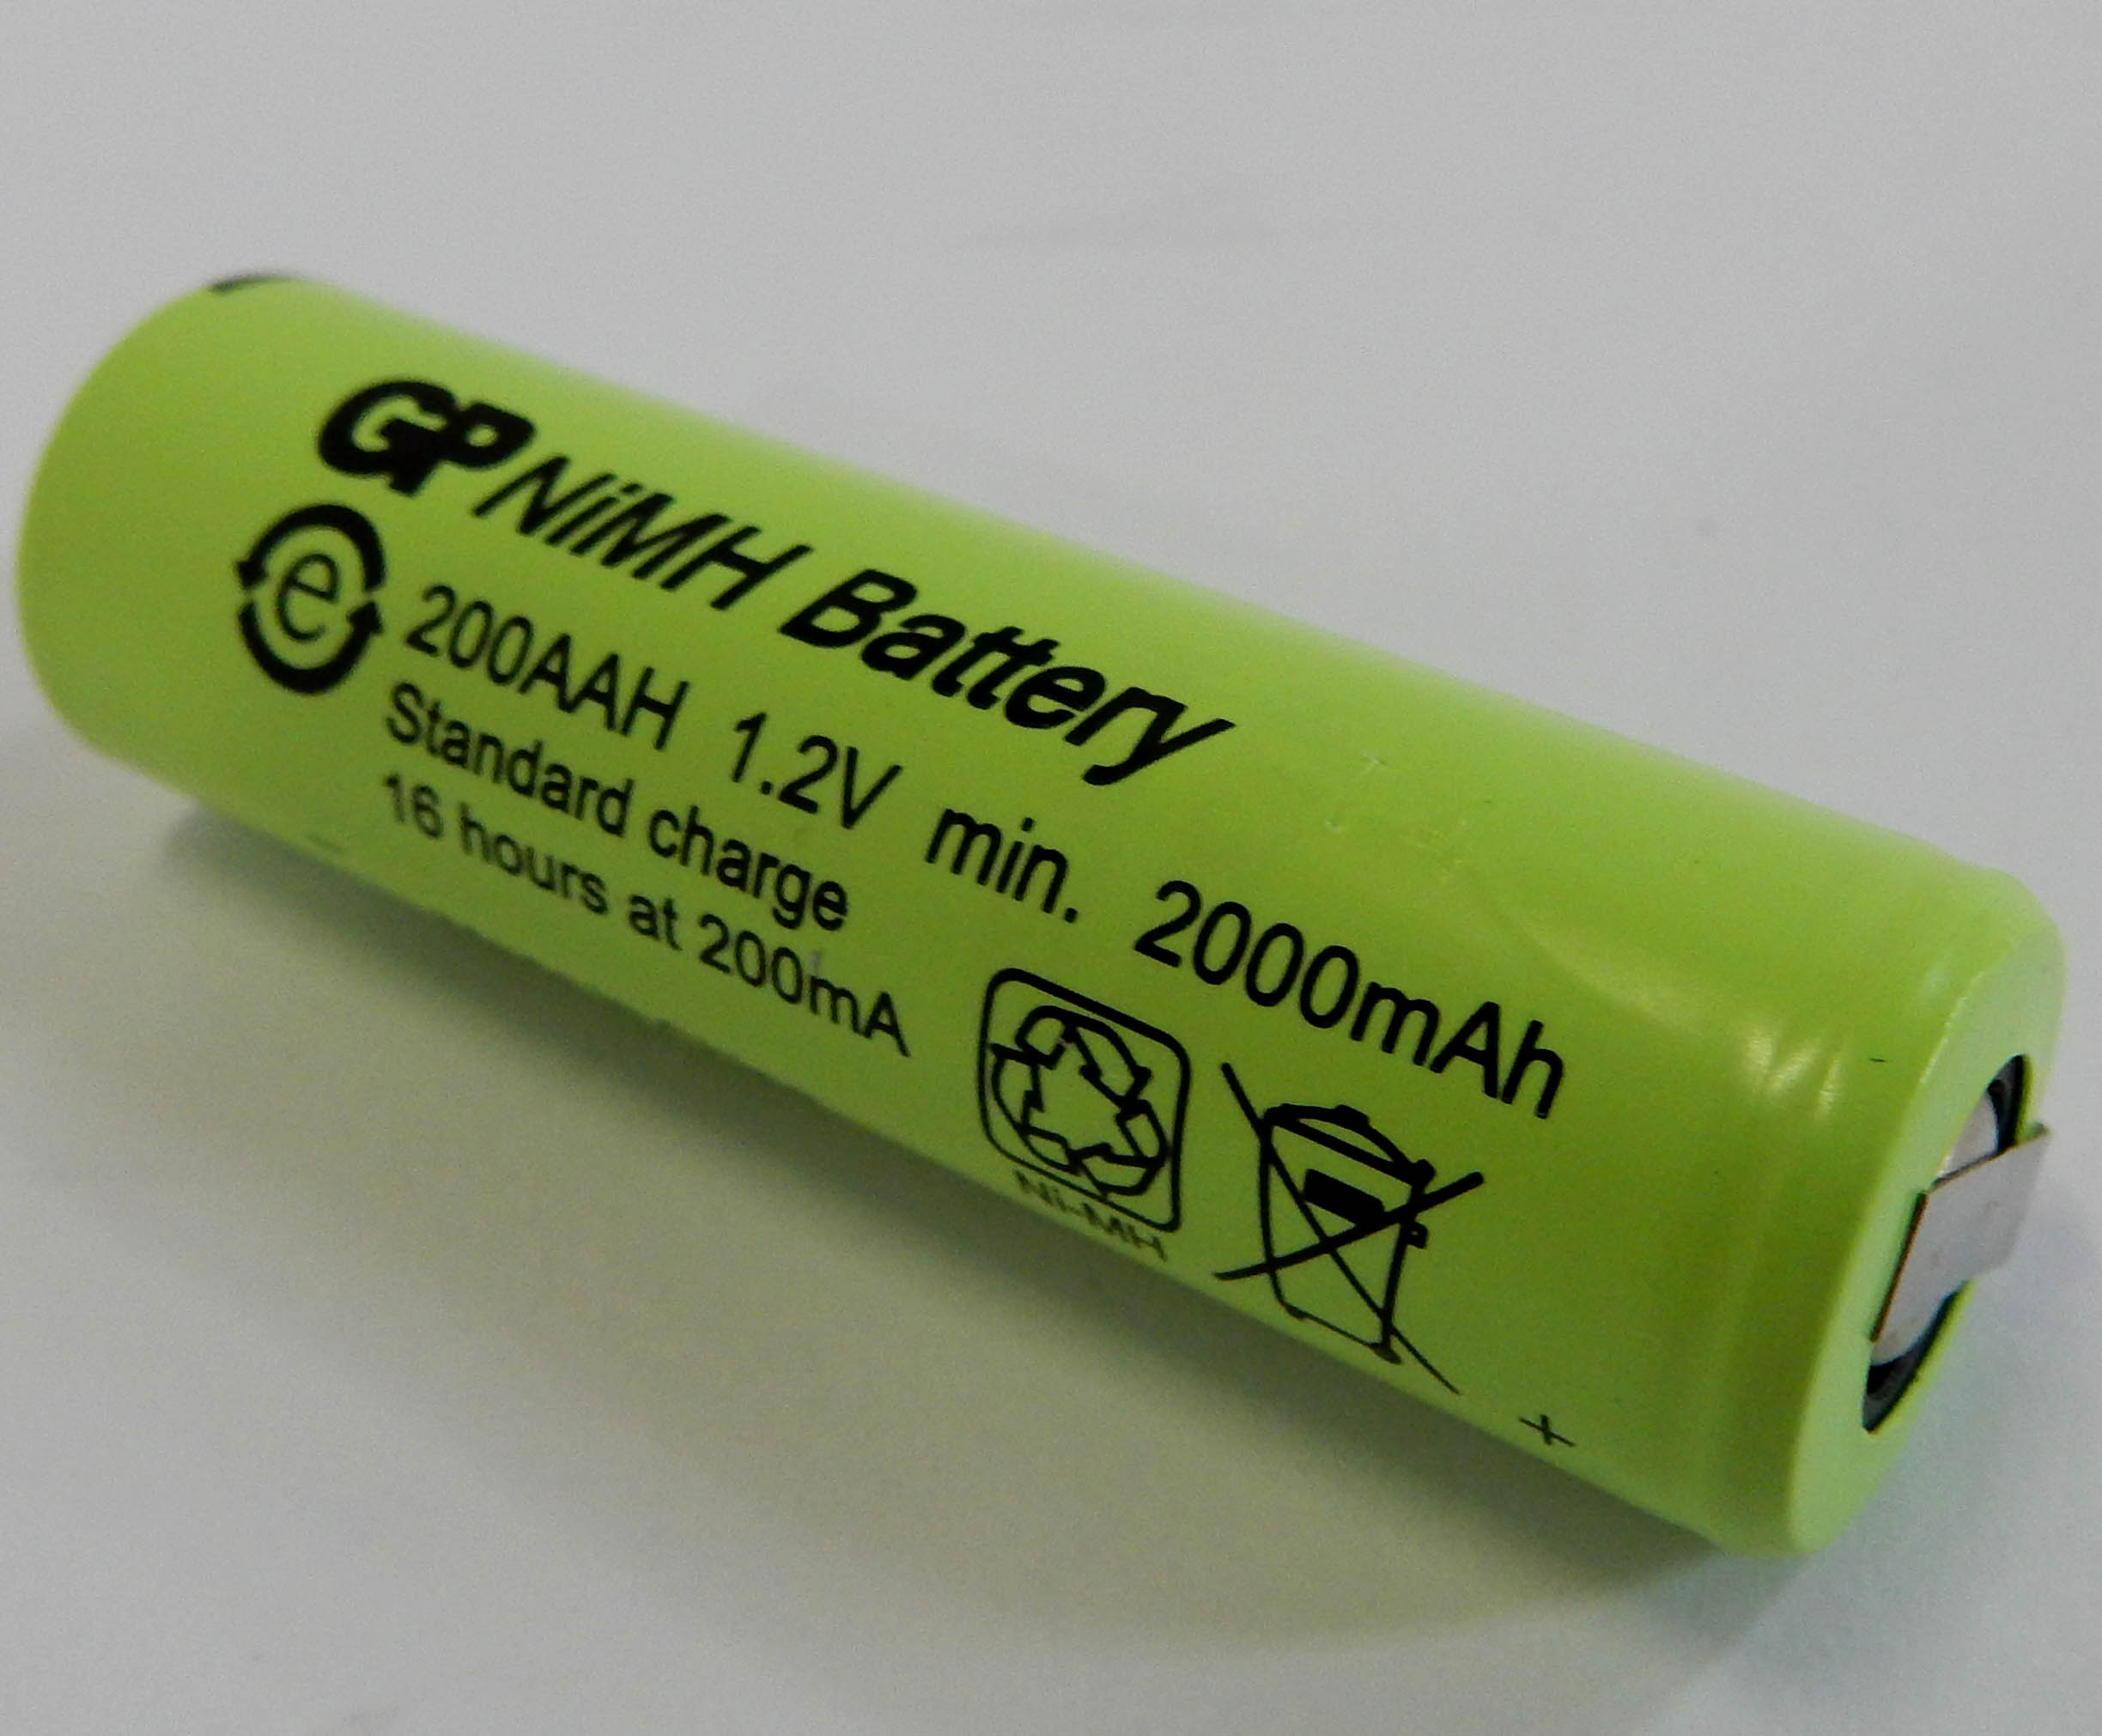 GP NiMH Battery
e
200AAH 1.2V min. 2000mAh
Standard charge
16 hours at 200mA
Ni-MH
+